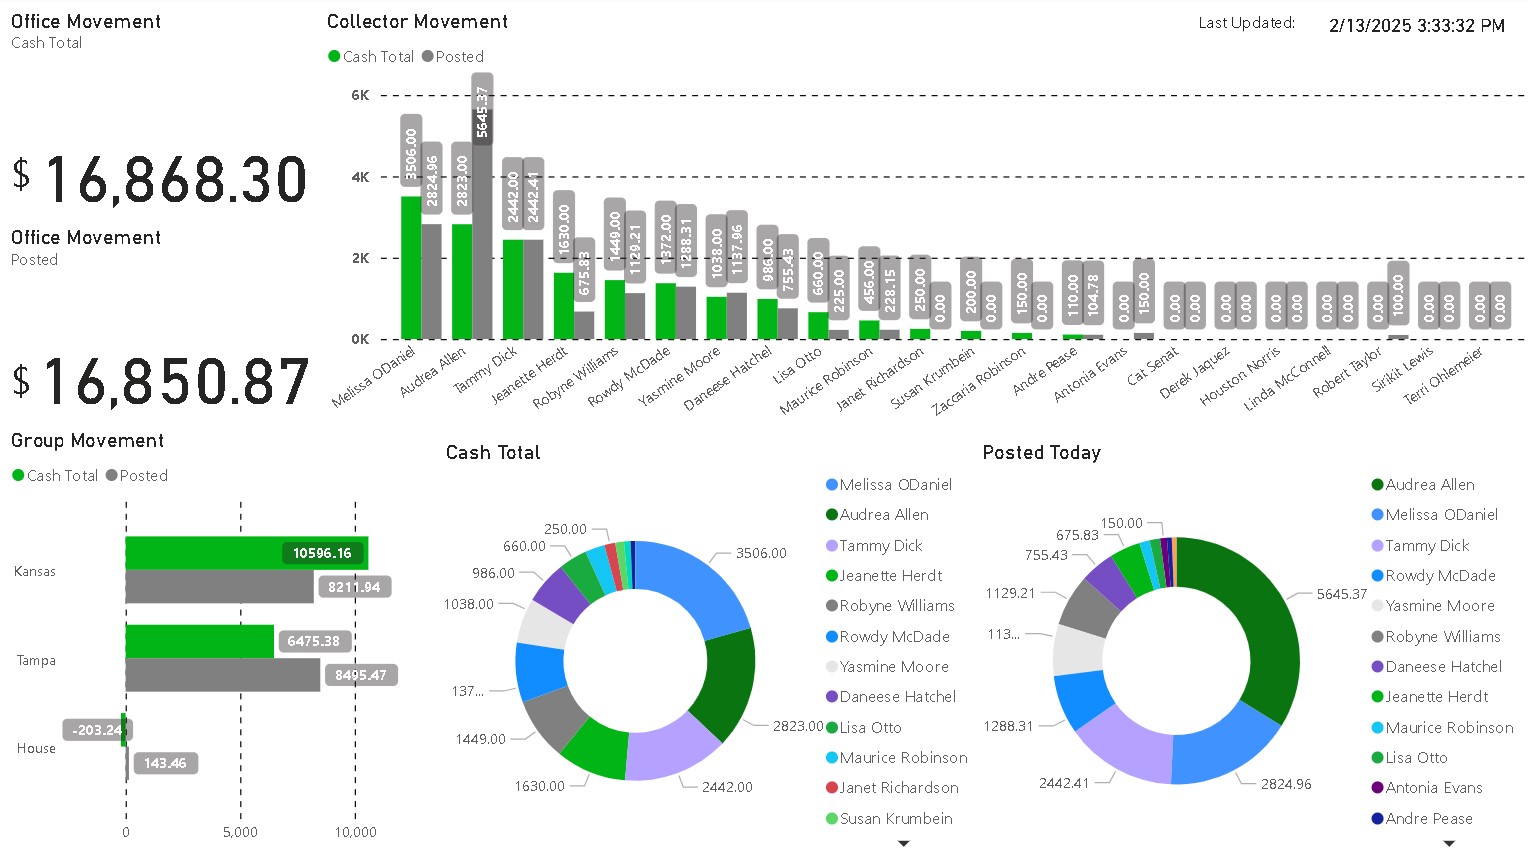 Office Movement
Cash Total
$ 16,868.30
Office Movement
Posted
$ 16,850.87
Collector Movement
Cash Total Posted
Last Updated: 2/13/2025 3:33:32 PM
6K
4K
2K
0K
3506.00
2824.96
2823.00
5645.37
2442.00
2442.41
1630.00
675.83
1449.00
1129.21
1372.00
1288.31
1038.00
1137.96
986.00
755.43
660.00
225.00
456.00
228.15
250.00
0.00
200.00
0.00
150.00
0.00
110.00
104.78
0.00
150.00
0.00
0.00
0.00
0.00
0.00
0.00
0.00
0.00
0.00
100.00
0.00
0.00
0.00
0.00
Melissa ODaniel
Audrea Allen
Tammy Dick
Jeanette Herdt
Robyne Williams
Rowdy McDade
Yasmine Moore
Daneese Hatchel
Lisa Otto
Maurice Robinson
Janet Richardson
Susan Krumbein
Zaccaria Robinson
Andre Pease
Antonia Evans
Cat Senat
Derek Jaquez
Houston Norris
Linda McConnell
Robert Taylor
Sirikit Lewis
Terri Ohlemeier
Group Movement
Cash Total Posted
Kansas
10596.16
8211.94
Tampa
6475.38
8495.47
House
-203.24
143.46
0
5,000
10,000
Cash Total
3506.00
2823.00
2442.00
1630.00
1449.00
137...
1038.00
986.00
660.00
250.00
Melissa ODaniel
Audrea Allen
Tammy Dick
Jeanette Herdt
Robyne Williams
Rowdy McDade
Yasmine Moore
Daneese Hatchel
Lisa Otto
Maurice Robinson
Janet Richardson
Susan Krumbein
Posted Today
5645.37
2824.96
2442.41
1288.31
113...
1129.21
755.43
675.83
150.00
Audrea Allen
Melissa ODaniel
Tammy Dick
Rowdy McDade
Yasmine Moore
Robyne Williams
Daneese Hatchel
Jeanette Herdt
Maurice Robinson
Lisa Otto
Antonia Evans
Andre Pease